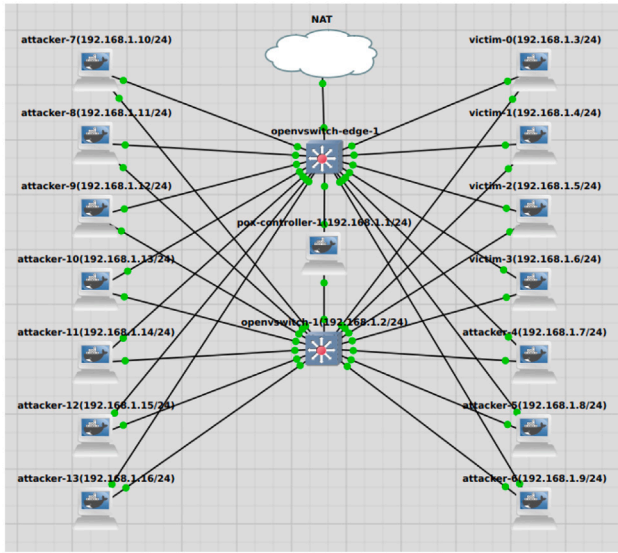 NAT
attacker-7(192.168.1.10/24)
victim-0(192.168.1.3/24)
attacker-8(192.168.1.11/24)
victim-1(192.168.1.4/24)
openvswitch-edge-1
attacker-9(192.168.1.12/24)
victim-2(192.168.1.5/24)
pox-controller-1(192.168.1.1/24)
attacker-10(192.168.1.13/24)
victim-3(192.168.1.6/24)
openvswitch-1(192.168.1.2/24)
attacker-11(192.168.1.14/24)
attacker-4(192.168.1.7/24)
attacker-12(192.168.1.15/24)
attacker-5(192.168.1.8/24)
attacker-13(192.168.1.16/24)
attacker-6(192.168.1.9/24)